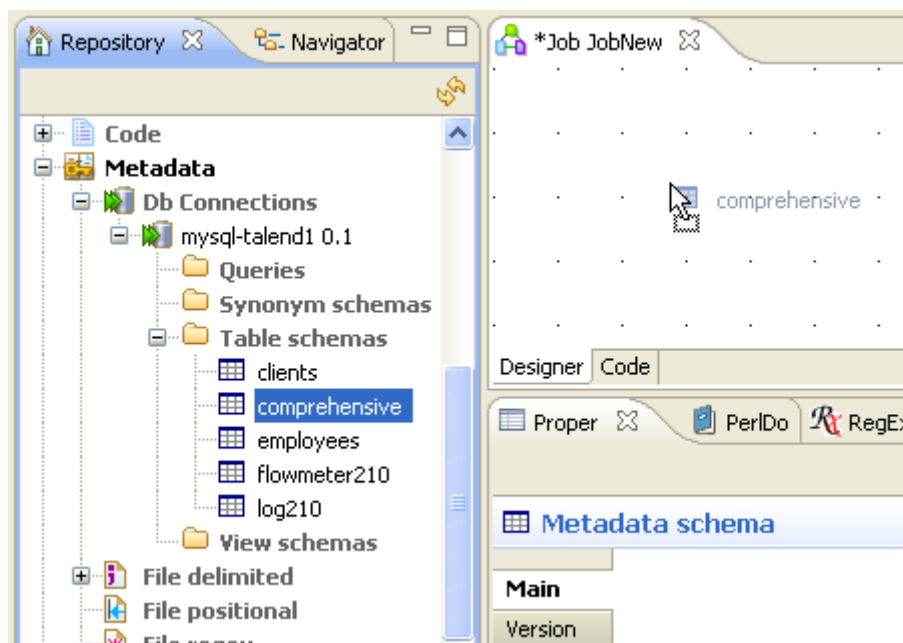 Repository Navigator
Code
Metadata
Db Connections
mysql-talend1 0.1
Queries
Synonym schemas
Table schemas
clients
comprehensive
employees
flowmeter210
log210
View schemas
File delimited
File positional
File regex
*Job JobNew
comprehensive
Designer Code
Proper PerlDo RegEx
Metadata schema
Main
Version